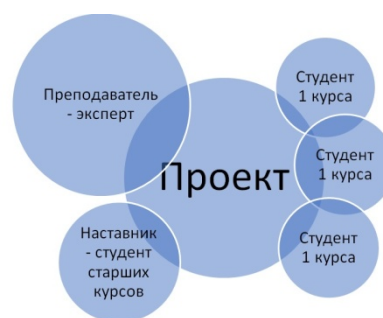 Преподаватель
- эксперт
Студент
1 курса
Проект
Студент
1 курса
Наставник
- студент
старших
курсов
Студент
1 курса